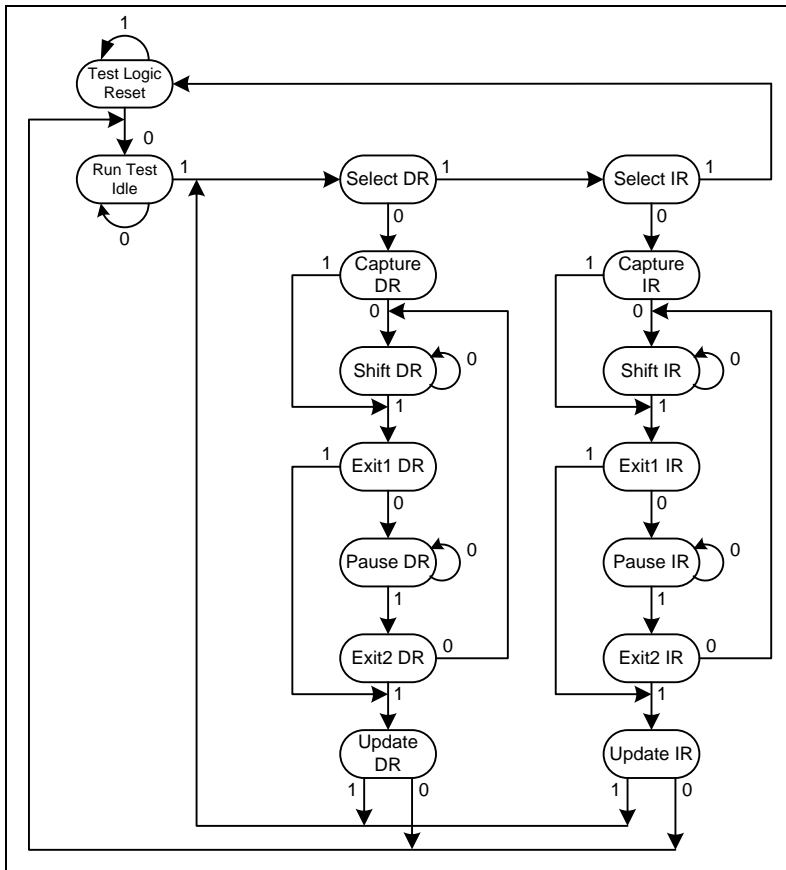 1
Test Logic
Reset
0
Run Test
Idle
1
0
Select DR
1
Select IR
1
0
0
Capture
DR
1
0
Capture
IR
1
0
Shift DR
0
1
Shift IR
0
1
Exit1 DR
1
0
Exit1 IR
1
0
Pause DR
0
1
Pause IR
0
1
Exit2 DR
0
1
Exit2 IR
0
1
Update
DR
1
0
Update IR
1
0